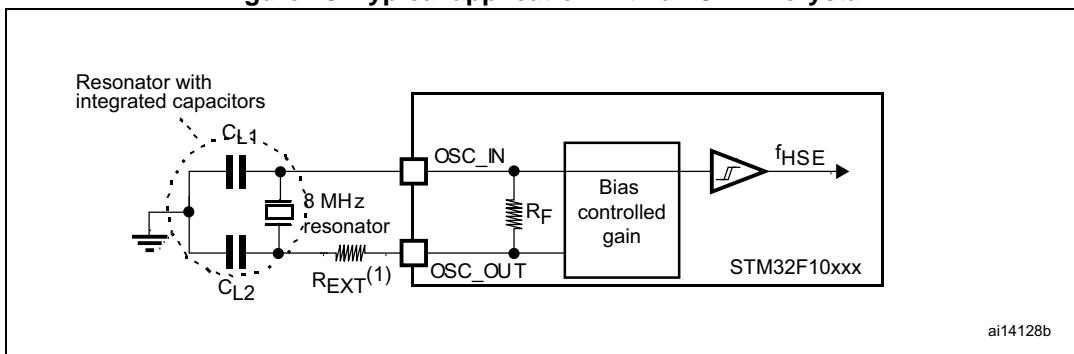 Resonator with
integrated capacitors
CL1
OSC_IN
fHSE
8 MHz
resonator
RF
Bias
controlled
gain
REXT(1)
OSC_OUT
STM32F10xxx
CL2
ai14128b